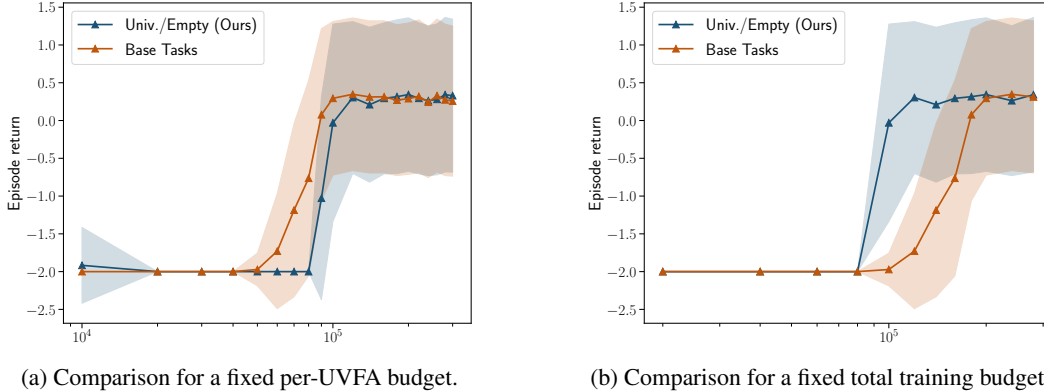 Univ./Empty (Ours)
Base Tasks
Episode return
1.5
1.0
0.5
0.0
−0.5
−1.0
−1.5
−2.0
−2.5
10^4
10^5
(a) Comparison for a fixed per-UVFA budget.
Univ./Empty (Ours)
Base Tasks
Episode return
1.5
1.0
0.5
0.0
−0.5
−1.0
−1.5
−2.0
−2.5
10^5
(b) Comparison for a fixed total training budget